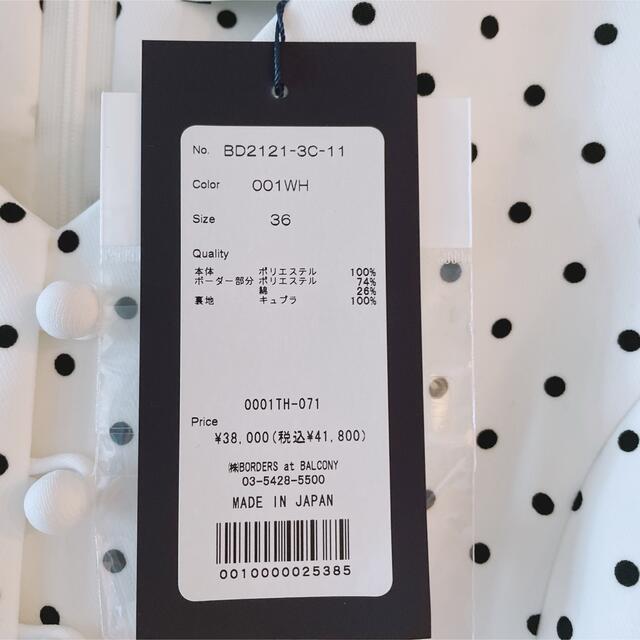 No. BD2121-3C-11
Color 001WH
Size 36
Quality
本体 ポリエステル 100%
ボーダー部分 ポリエステル 74%
綿 26%
裏地 キュプラ 100%
0001TH-071
Price
¥38,000(税込¥41,800)
㈱BORDERS at BALCONY
03-5428-5500
MADE IN JAPAN
0010000025385